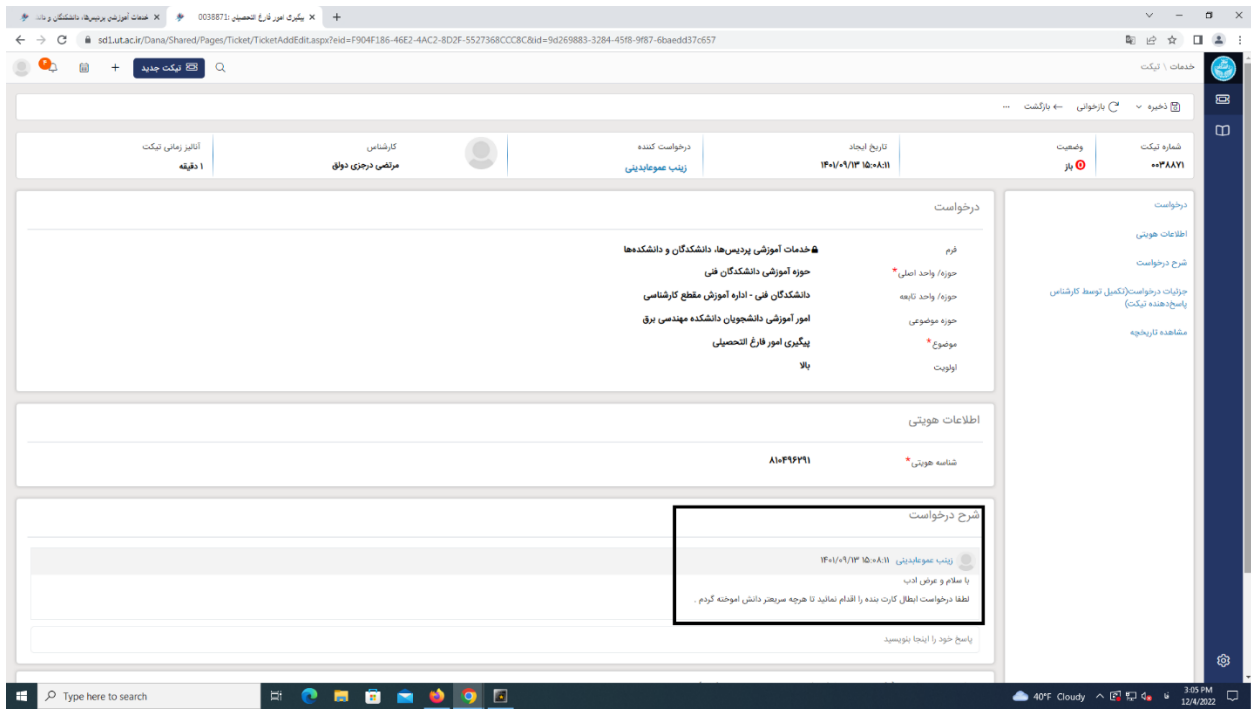 خدمات آموزشی پردیس‌ها، دانشکدگان و دانـ
پیگیری امور فارغ التحصیلی :0038871
sd1.ut.ac.ir/Dana/Shared/Pages/Ticket/TicketAddEdit.aspx?eid=F904F186-46E2-4AC2-8D2F-5527368CCC8C&id=9d269883-3284-45f8-9f87-6baedd37c657
خدمات \ تیکت
تیکت جدید
ذخیره
بازخوانی
بازگشت
شماره تیکت
۰۰۳۸۸۷۱
وضعیت
باز
تاریخ ایجاد
۱۴۰۱/۰۹/۱۳ ۱۵:۰۸:۱۱
درخواست کننده
زینب عموعابدینی
کارشناس
مرتضی درجزی دولق
آنالیز زمانی تیکت
۱ دقیقه
درخواست
اطلاعات هویتی
شرح درخواست
جزئیات درخواست(تکمیل توسط کارشناس
پاسخ‌دهنده تیکت)
مشاهده تاریخچه
درخواست
فرم خدمات آموزشی پردیس‌ها، دانشکدگان و دانشکده‌ها
حوزه/ واحد اصلی* حوزه آموزشی دانشکدگان فنی
حوزه/ واحد تابعه دانشکدگان فنی - اداره آموزش مقطع کارشناسی
حوزه موضوعی امور آموزشی دانشجویان دانشکده مهندسی برق
موضوع* پیگیری امور فارغ التحصیلی
اولویت بالا
اطلاعات هویتی
شناسه هویتی* ۸۱۰۴۹۶۲۹۱
شرح درخواست
زینب عموعابدینی ۱۴۰۱/۰۹/۱۳ ۱۵:۰۸:۱۱
با سلام و عرض ادب
لطفا درخواست ابطال کارت بنده را اقدام نمائید تا هرچه سریعتر دانش اموخته گردم .
پاسخ خود را اینجا بنویسید
Type here to search
40°F Cloudy
فا
3:05 PM
12/4/2022